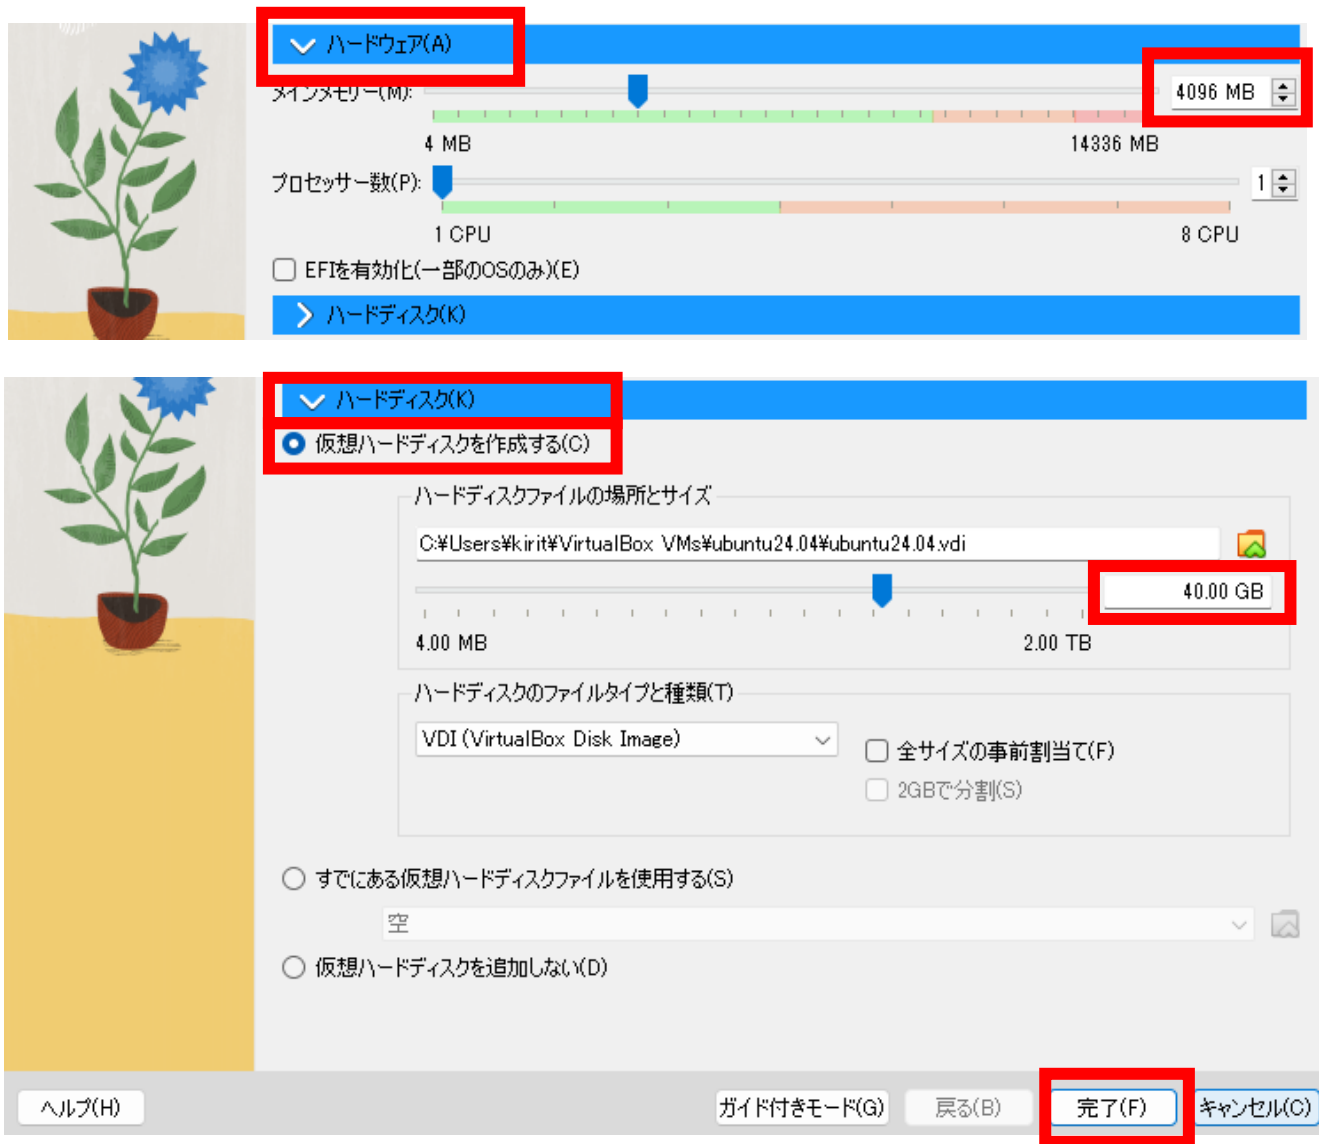 ハードウェア(A)
メインメモリー(M):
4096 MB
4 MB
14336 MB
プロセッサー数(P):
1
1 CPU
8 CPU
EFIを有効化(一部のOSのみ)(E)
ハードディスク(K)
ハードディスク(K)
仮想ハードディスクを作成する(C)
ハードディスクファイルの場所とサイズ
C:¥Users¥kirit¥VirtualBox VMs¥ubuntu24.04¥ubuntu24.04.vdi
40.00 GB
4.00 MB
2.00 TB
ハードディスクのファイルタイプと種類(T)
VDI (VirtualBox Disk Image)
全サイズの事前割当て(F)
2GBで分割(S)
すでにある仮想ハードディスクファイルを使用する(S)
空
仮想ハードディスクを追加しない(D)
ヘルプ(H)
ガイド付きモード(G)
戻る(B)
完了(F)
キャンセル(C)